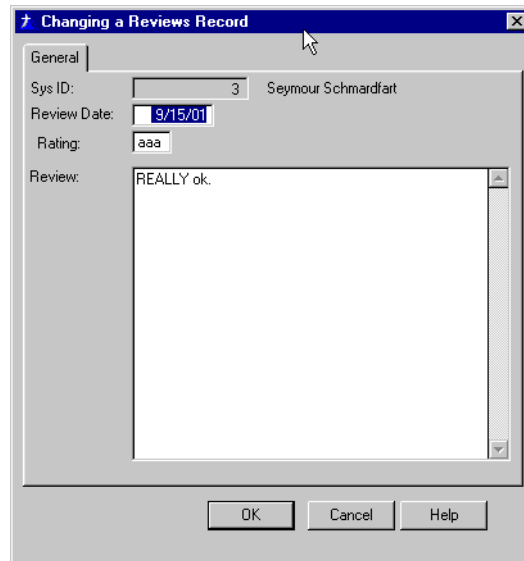 Changing a Reviews Record
General
Sys ID: 3 Seymour Schmardfart
Review Date: 9/15/01
Rating: aaa
Review: REALLY ok.
OK Cancel Help